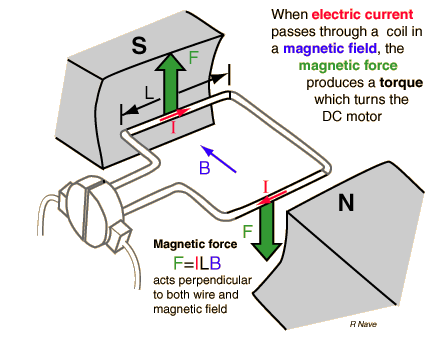 When electric current
passes through a coil in
a magnetic field, the
magnetic force
produces a torque
which turns the
DC motor
S
F
L
I
B
I
F
N
Magnetic force
F=ILB
acts perpendicular
to both wire and
magnetic field
R Nave